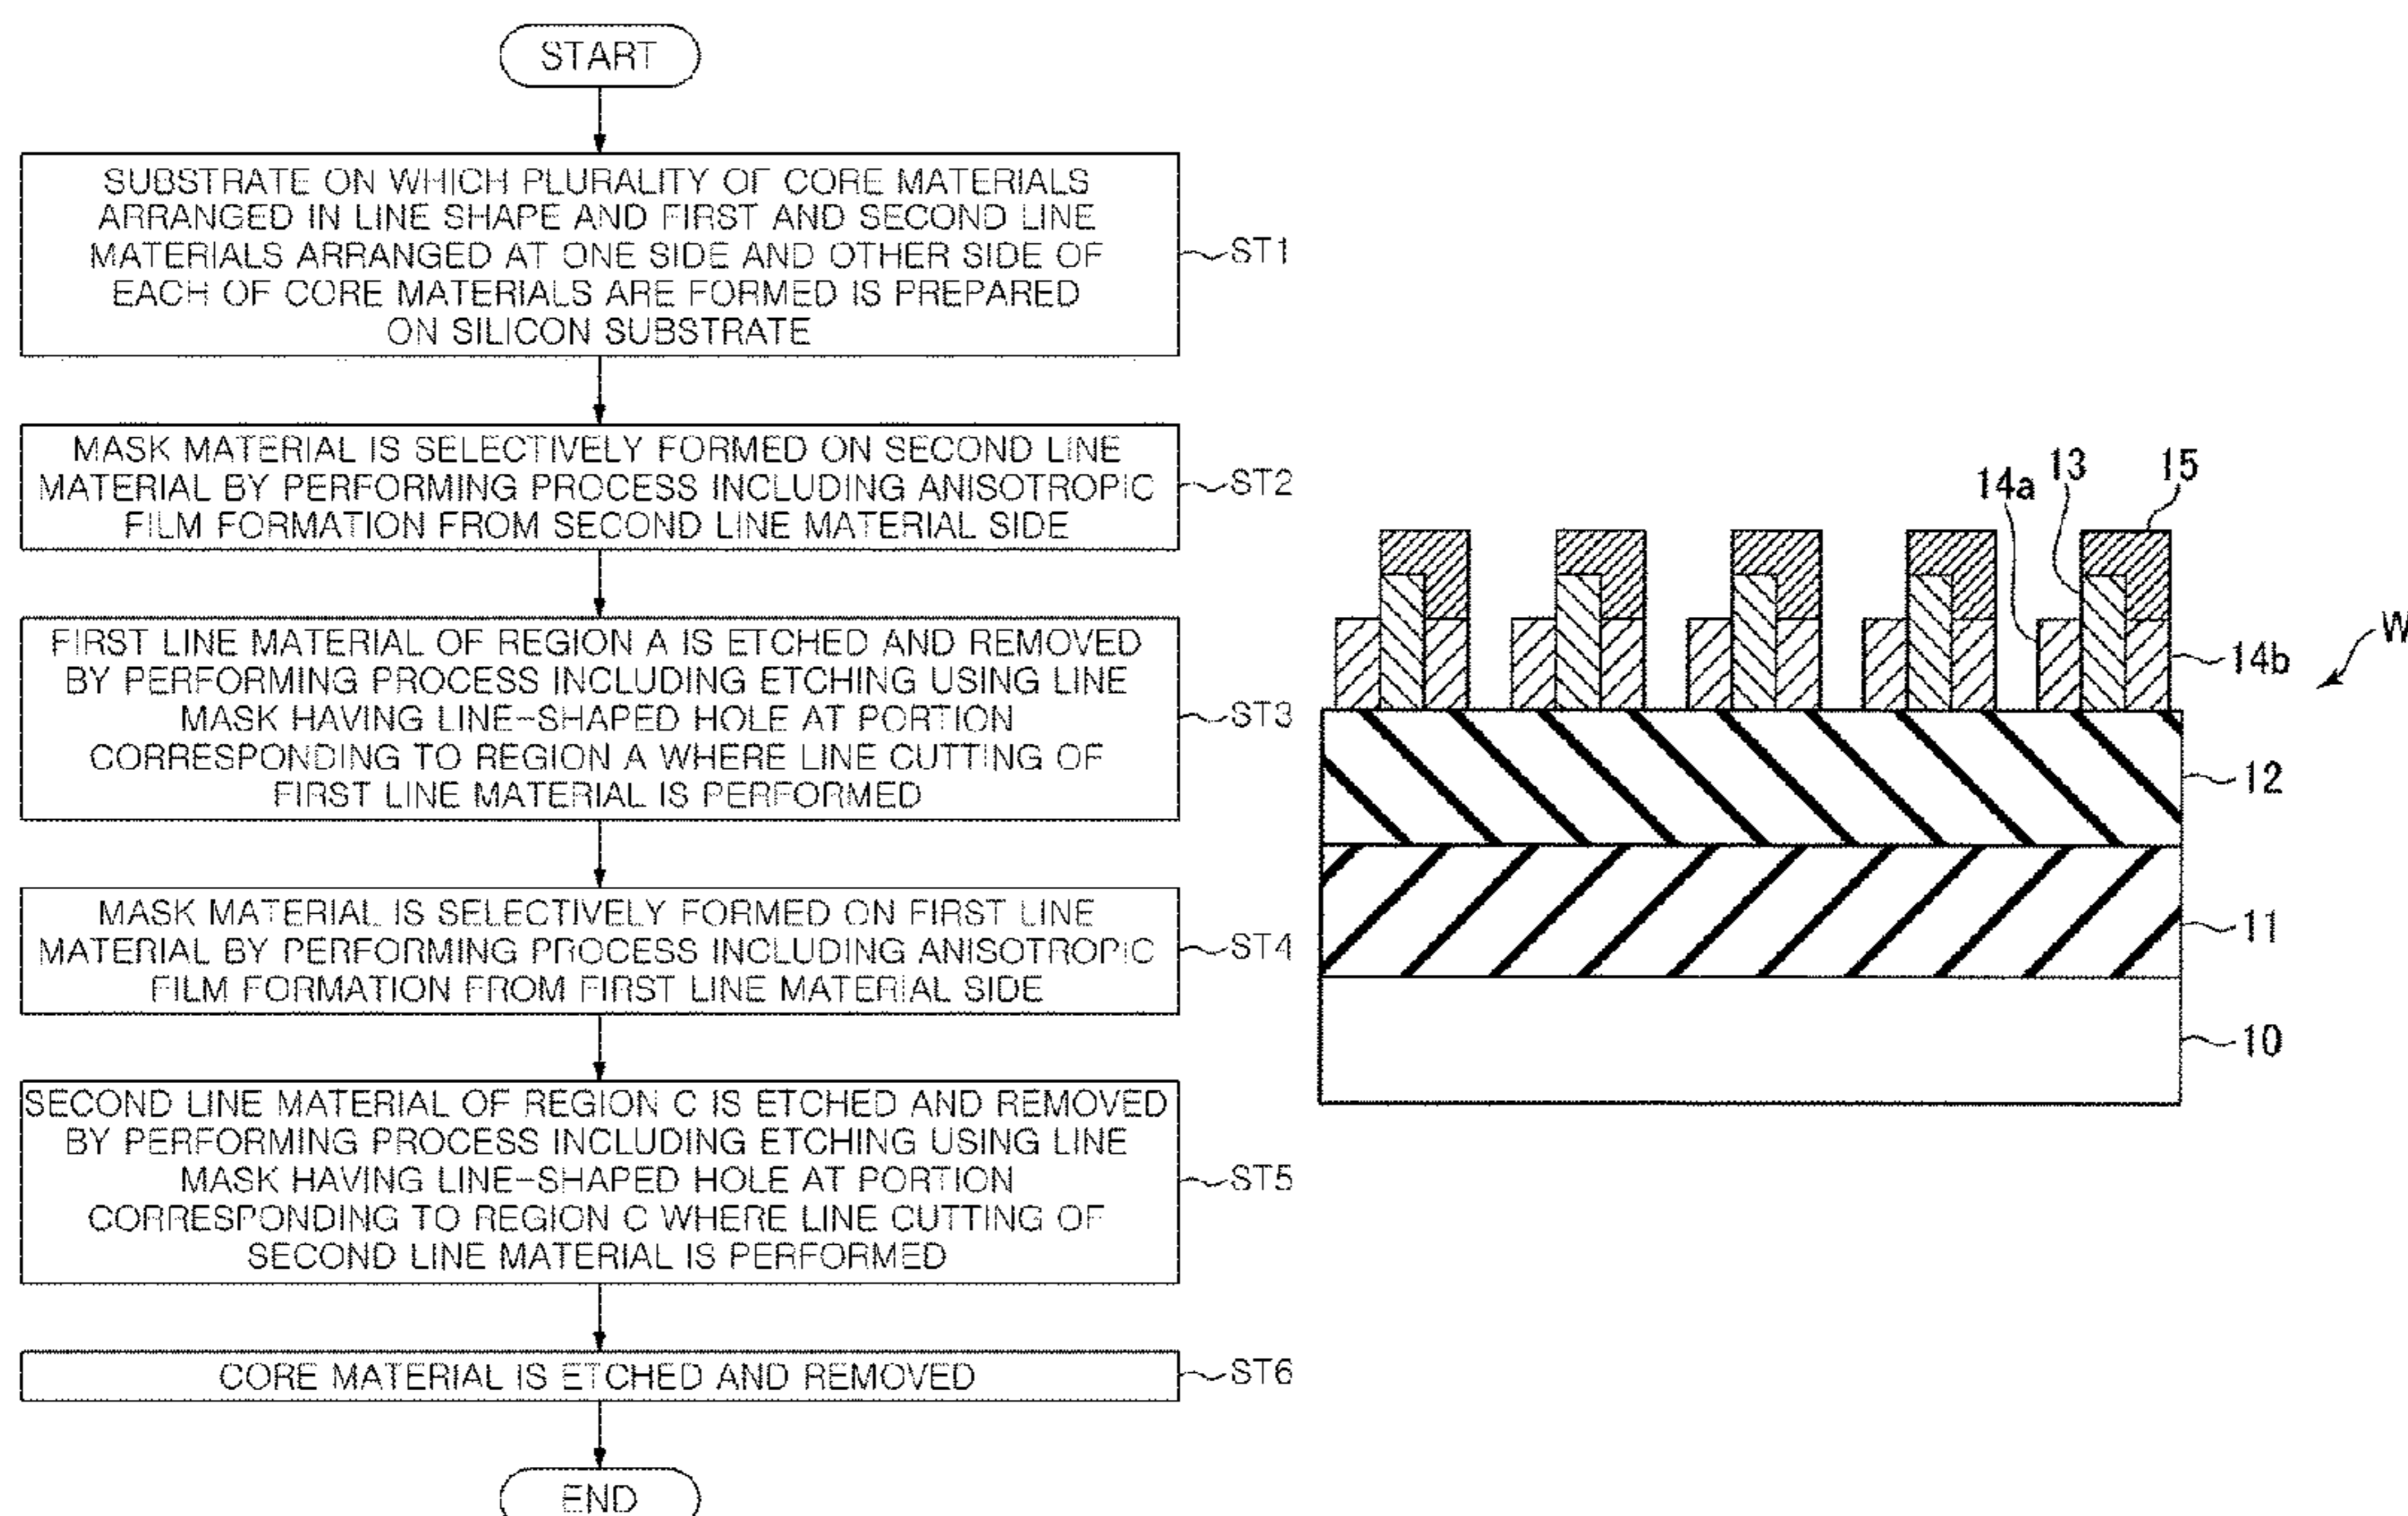 START
SUBSTRATE ON WHICH PLURALITY OF CORE MATERIALS
ARRANGED IN LINE SHAPE AND FIRST AND SECOND LINE
MATERIALS ARRANGED AT ONE SIDE AND OTHER SIDE OF
EACH OF CORE MATERIALS ARE FORMED IS PREPARED
ON SILICON SUBSTRATE
ST1
MASK MATERIAL IS SELECTIVELY FORMED ON SECOND LINE
MATERIAL BY PERFORMING PROCESS INCLUDING ANISOTROPIC
FILM FORMATION FROM SECOND LINE MATERIAL SIDE
ST2
FIRST LINE MATERIAL OF REGION A IS ETCHED AND REMOVED
BY PERFORMING PROCESS INCLUDING ETCHING USING LINE
MASK HAVING LINE-SHAPED HOLE AT PORTION
CORRESPONDING TO REGION A WHERE LINE CUTTING OF
FIRST LINE MATERIAL IS PERFORMED
ST3
MASK MATERIAL IS SELECTIVELY FORMED ON FIRST LINE
MATERIAL BY PERFORMING PROCESS INCLUDING ANISOTROPIC
FILM FORMATION FROM FIRST LINE MATERIAL SIDE
ST4
SECOND LINE MATERIAL OF REGION C IS ETCHED AND REMOVED
BY PERFORMING PROCESS INCLUDING ETCHING USING LINE
MASK HAVING LINE-SHAPED HOLE AT PORTION
CORRESPONDING TO REGION C WHERE LINE CUTTING OF
SECOND LINE MATERIAL IS PERFORMED
ST5
CORE MATERIAL IS ETCHED AND REMOVED
ST6
END
14a
13
15
W
14b
12
11
10